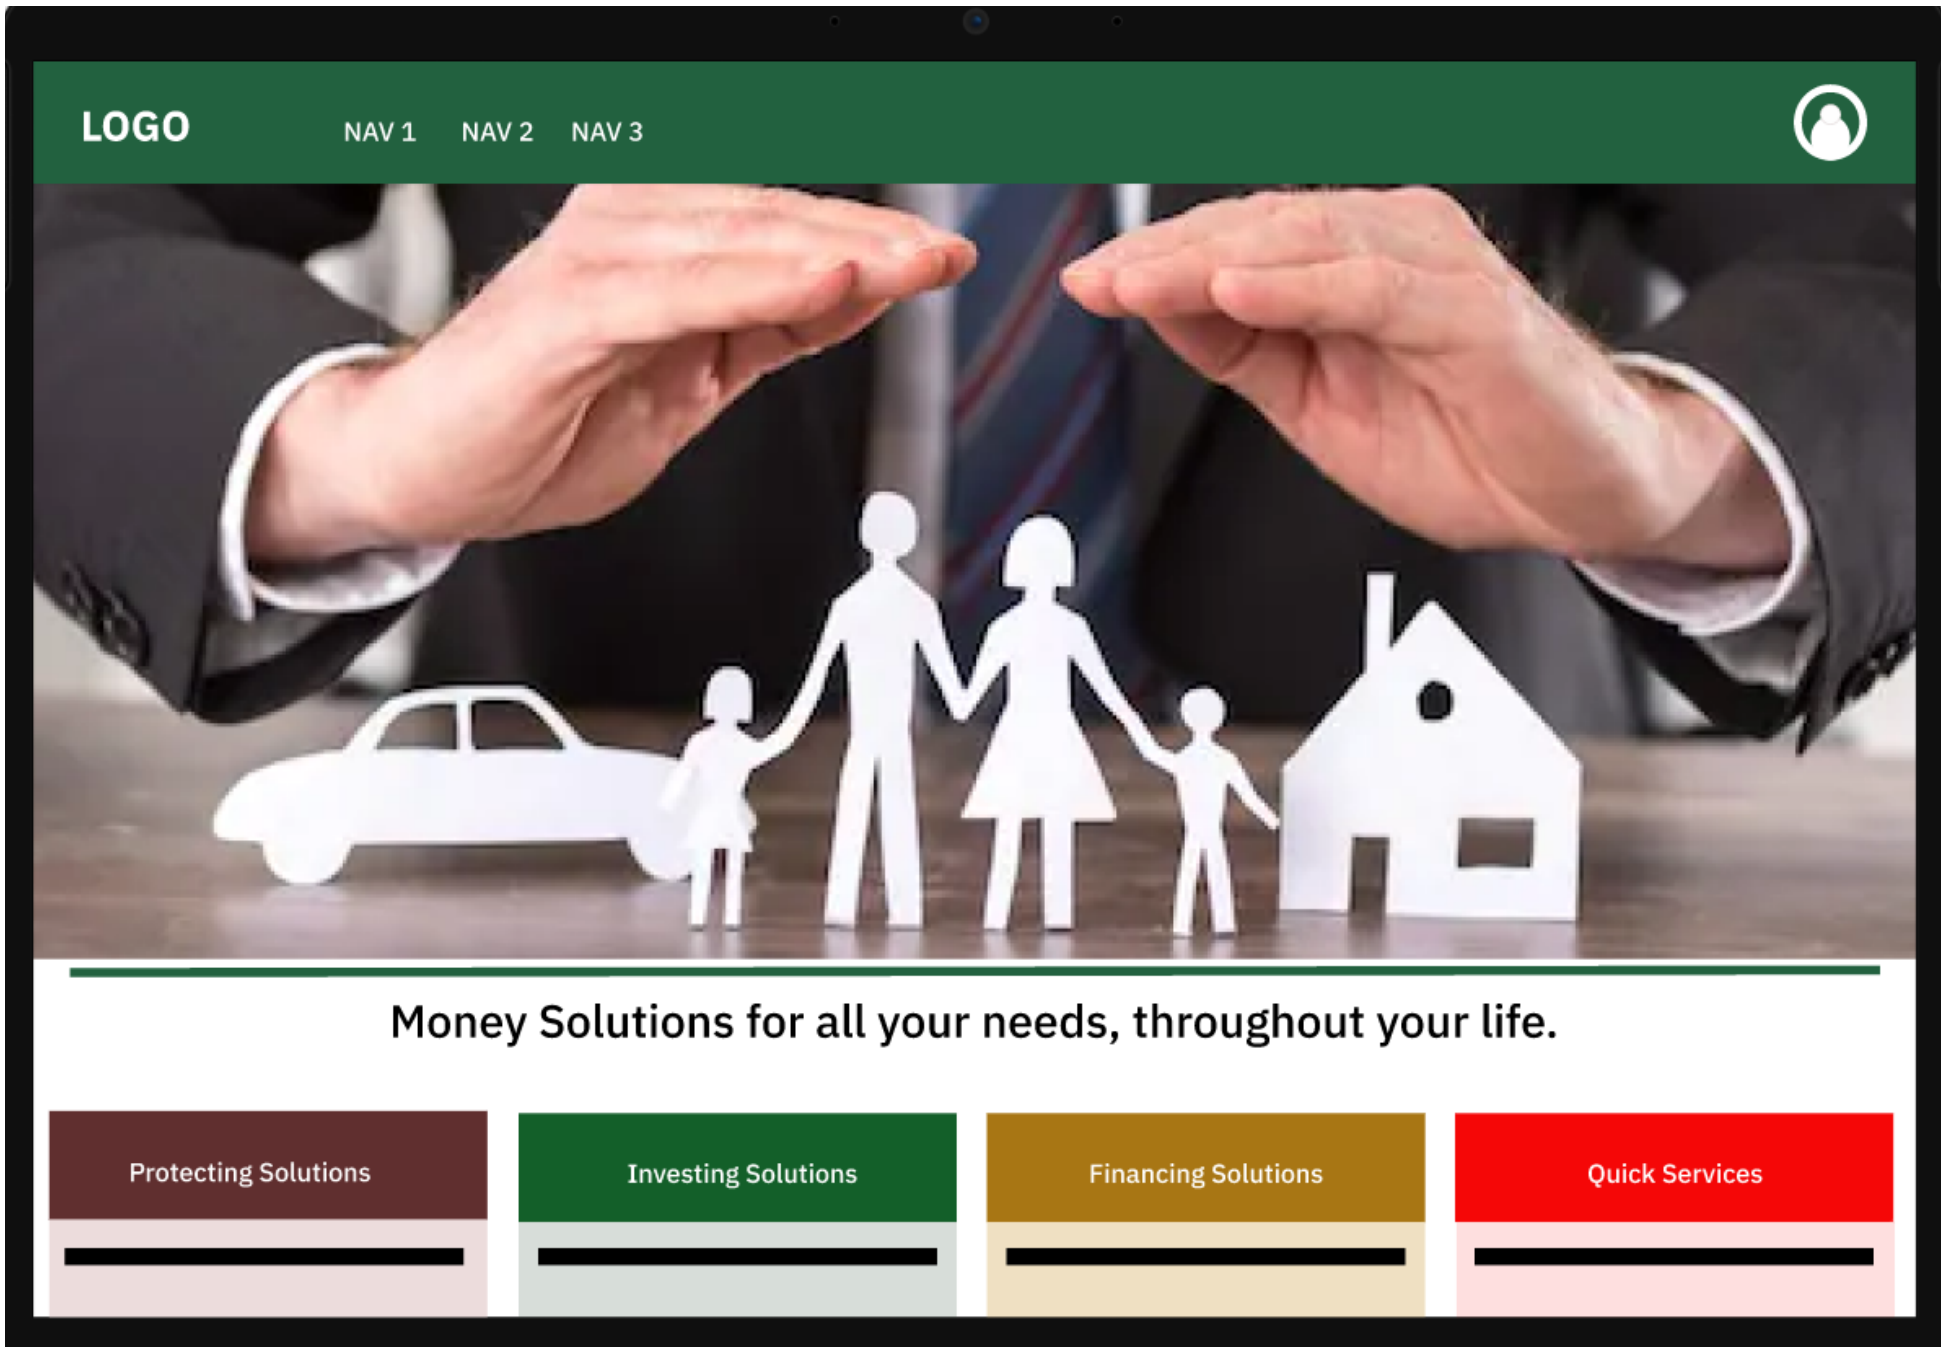 LOGO
NAV 1 NAV 2 NAV 3
Money Solutions for all your needs, throughout your life.
Protecting Solutions
Investing Solutions
Financing Solutions
Quick Services